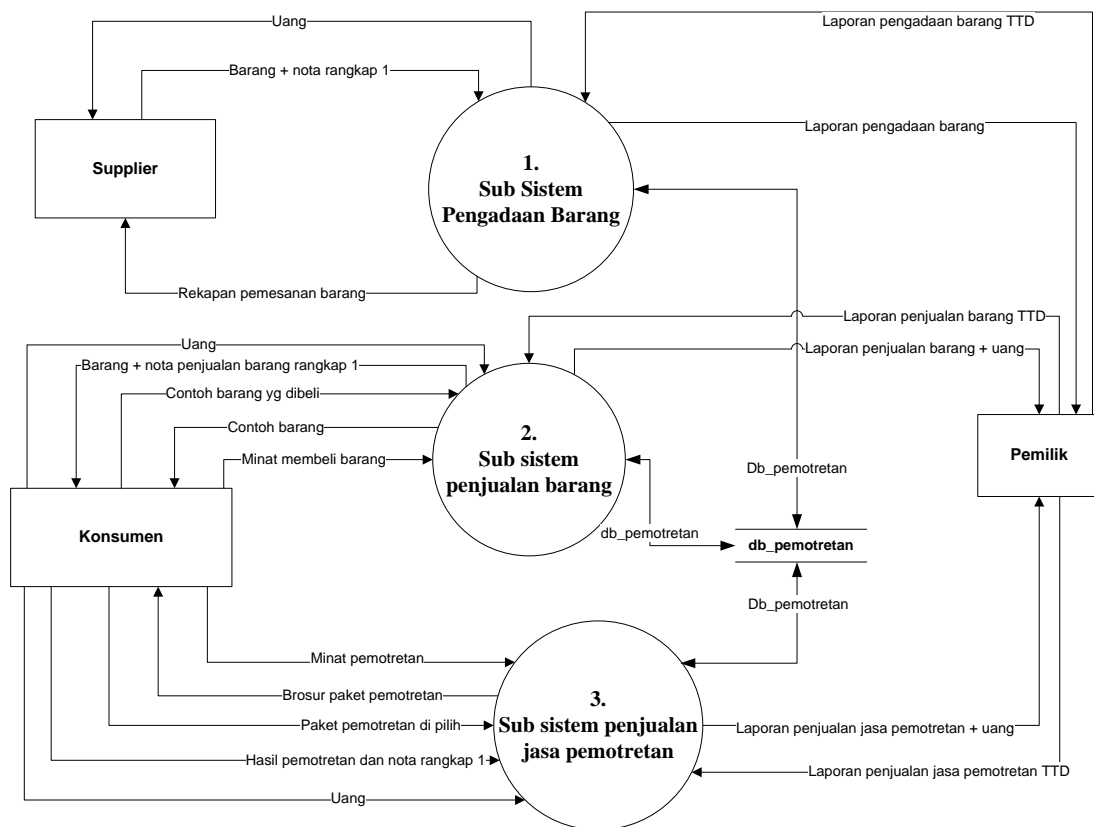 Uang
Laporan pengadaan barang TTD
Barang + nota rangkap 1
Laporan pengadaan barang
Supplier
1.
Sub Sistem
Pengadaan Barang
Rekapan pemesanan barang
Laporan penjualan barang TTD
Uang
Laporan penjualan barang + uang
Barang + nota penjualan barang rangkap 1
Contoh barang yg dibeli
Contoh barang
2.
Sub sistem
penjualan barang
Minat membeli barang
Pemilik
Db_pemotretan
Konsumen
db_pemotretan
db_pemotretan
Db_pemotretan
Minat pemotretan
Brosur paket pemotretan
3.
Sub sistem penjualan
jasa pemotretan
Paket pemotretan di pilih
Laporan penjualan jasa pemotretan + uang
Hasil pemotretan dan nota rangkap 1
Laporan penjualan jasa pemotretan TTD
Uang